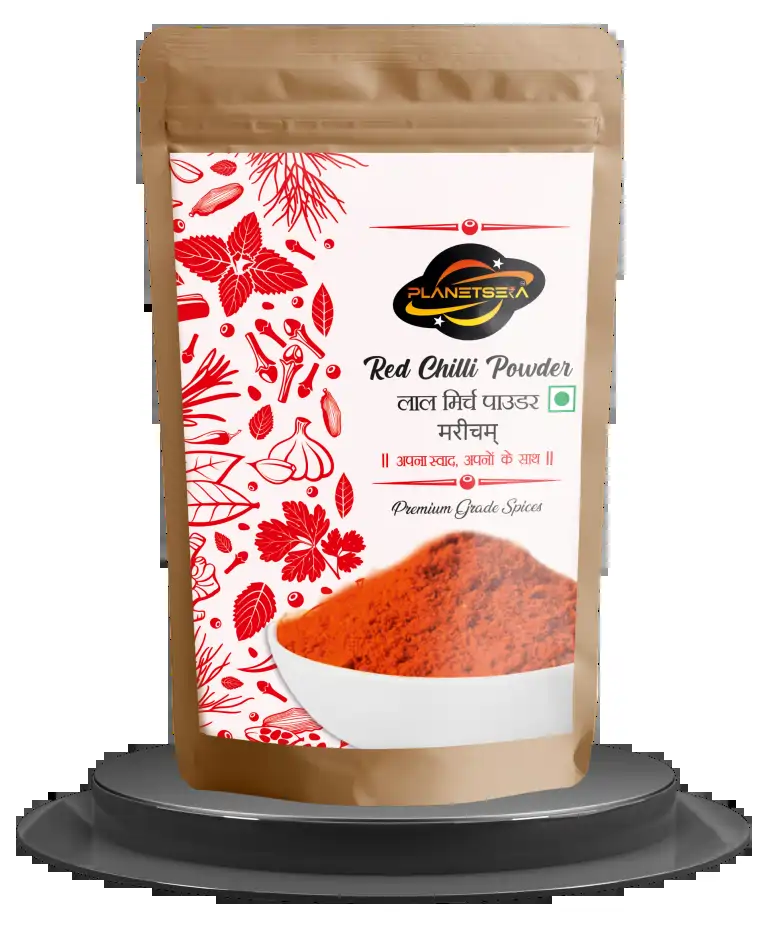 PLANETSERA
Red Chilli Powder
लाल मिर्च पाउडर
मरीचम्
|| अपना स्वाद, अपनों के साथ ||
Premium Grade Spices